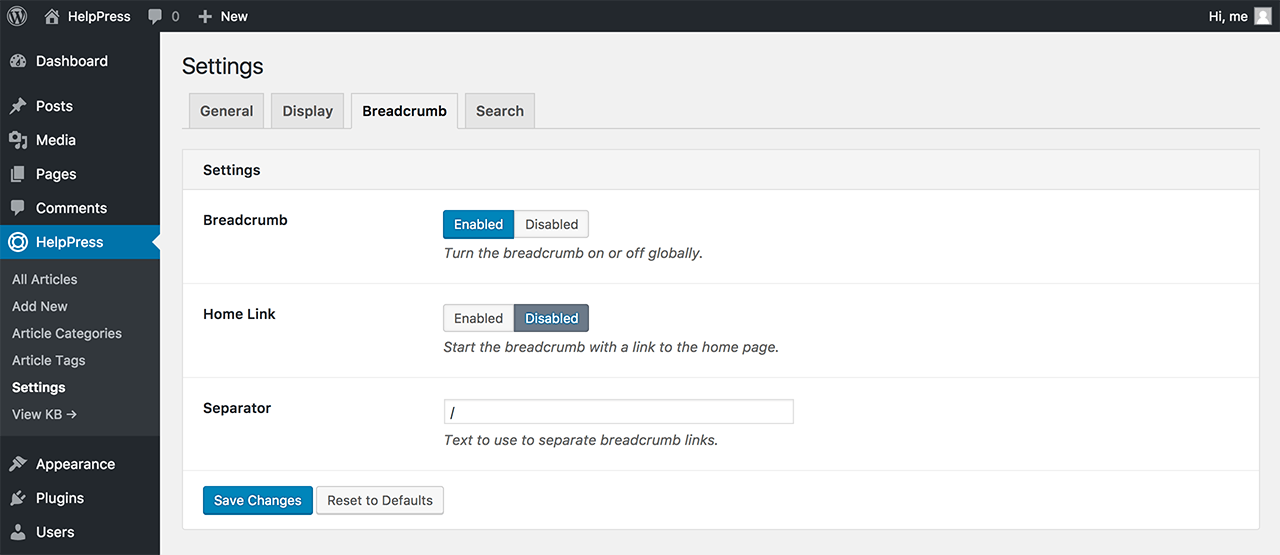 HelpPress 0 + New Hi, me
Dashboard
Posts
Media
Pages
Comments
HelpPress
All Articles
Add New
Article Categories
Article Tags
Settings
View KB →
Appearance
Plugins
Users
Settings
General Display Breadcrumb Search
Settings
Breadcrumb Enabled Disabled
Turn the breadcrumb on or off globally.
Home Link Enabled Disabled
Start the breadcrumb with a link to the home page.
Separator /
Text to use to separate breadcrumb links.
Save Changes Reset to Defaults